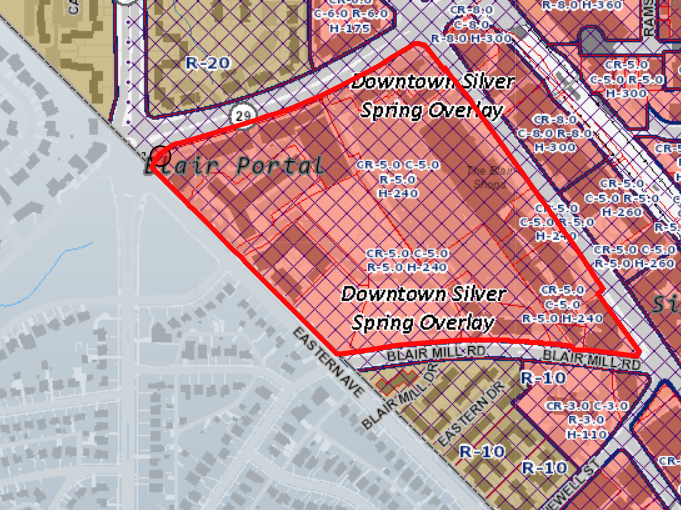 CR-6.0
C-6.0 R-6.0
H-175
CR-8.0
C-8.0
R-8.0 H-300
R-8.0 H-360
R-20
CR-5.0
C-5.0 R-5.0
H-300
Downtown Silver
Spring Overlay
29
CR-8.0
C-8.0 R-8.0
H-300
Blair Portal
CR-5.0 C-5.0
R-5.0
H-240
The Blair
Shops
CR-5.0
C-5.0 R-5.0
H-260
CR-5.0
C-5.0 R-5.0
H-240
CR-5.0 C-5.0
R-5.0 H-240
CR-5.0 C-5.0
R-5.0 H-260
Downtown Silver
Spring Overlay
CR-5.0
C-5.0
R-5.0 H-240
EASTERN AVE
BLAIR MILL RD
BLAIR MILL RD
BLAIR MILL DR
EASTERN DR
R-10
CR-3.0 C-3.0
R-3.0
H-110
R-10
R-10